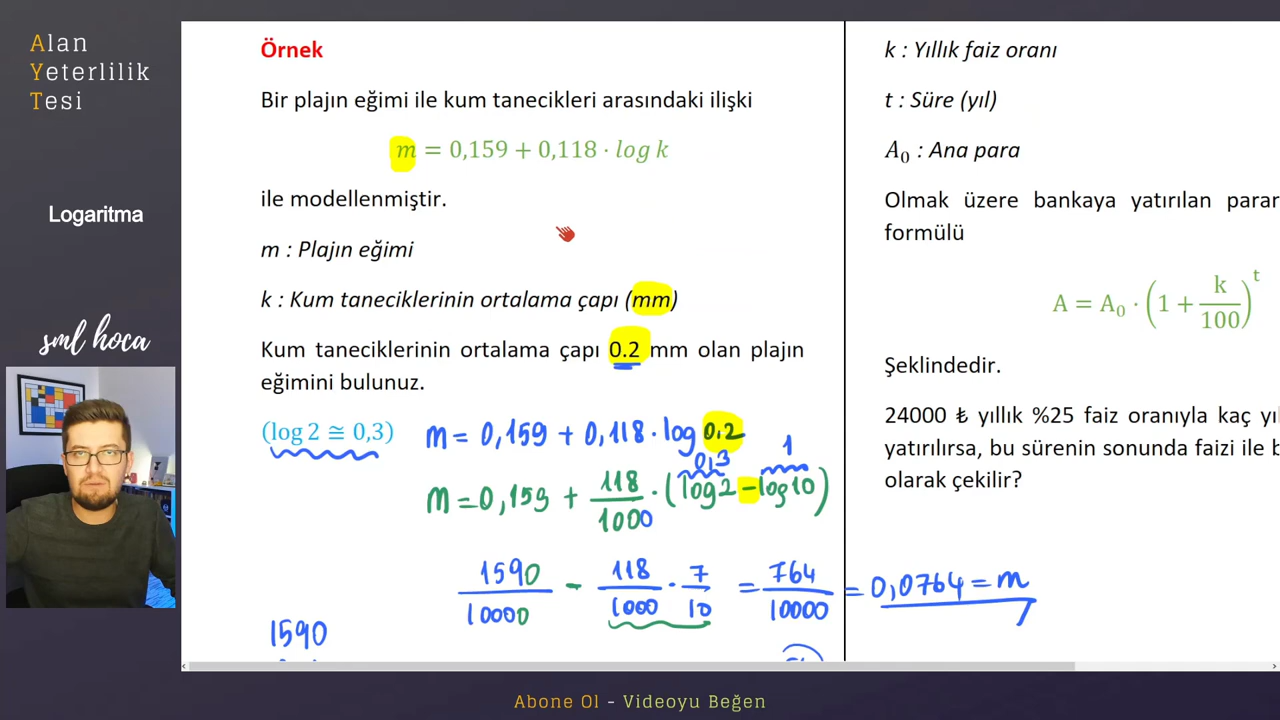 Alan
Yeterlilik
Tesi
Logaritma
sml hoca
Örnek
Bir plajın eğimi ile kum tanecikleri arasındaki ilişki
m = 0,159 + 0,118 · log k
ile modellenmiştir.
m : Plajın eğimi
k : Kum taneciklerinin ortalama çapı (mm)
Kum taneciklerinin ortalama çapı 0.2 mm olan plajın
eğimini bulunuz.
(log 2 ≅ 0,3)
m = 0,159 + 0,118 · log 0.2
0,3 1
m = 0,159 + 118/1000 · (log2 - log10)
1590/10000 - 118/1000 · 7/10 = 764/10000 = 0,0764 = m
1590
k : Yıllık faiz oranı
t : Süre (yıl)
A₀ : Ana para
Olmak üzere bankaya yatırılan parar
formülü
A = A₀ · (1 + k/100)^t
Şeklindedir.
24000 ₺ yıllık %25 faiz oranıyla kaç yı
yatırılırsa, bu sürenin sonunda faizi ile b
olarak çekilir?
Abone Ol - Videoyu Beğen